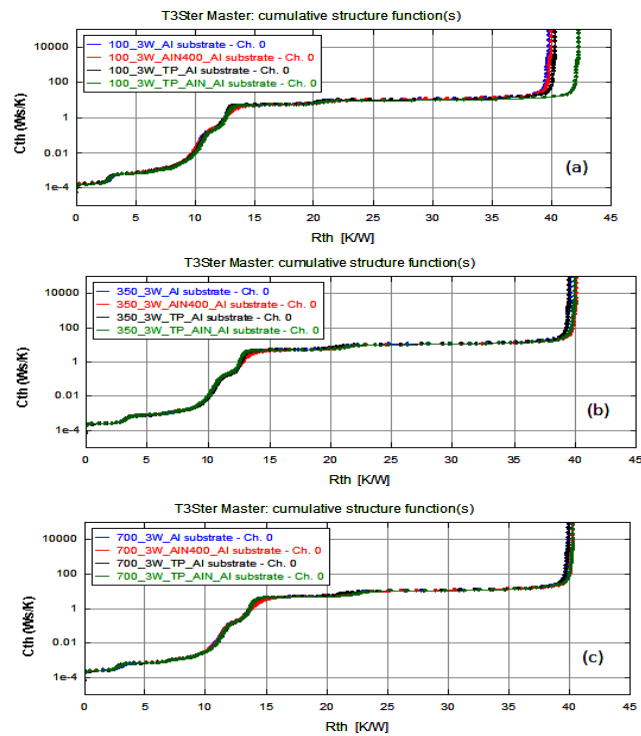 T3Ster Master: cumulative structure function(s)
10000
100
1
0.01
1e-4
Cth (Ws/K)
100_3W_Al substrate - Ch. 0
100_3W_AlN400_Al substrate - Ch. 0
100_3W_TP_Al substrate - Ch. 0
100_3W_TP_AlN_Al substrate - Ch. 0
(a)
0 5 10 15 20 25 30 35 40 45
Rth [K/W]
T3Ster Master: cumulative structure function(s)
10000
100
1
0.01
1e-4
Cth (Ws/K)
350_3W_Al substrate - Ch. 0
350_3W_AlN400_Al substrate - Ch. 0
350_3W_TP_Al substrate - Ch. 0
350_3W_TP_AlN_Al substrate - Ch. 0
(b)
0 5 10 15 20 25 30 35 40 45
Rth [K/W]
T3Ster Master: cumulative structure function(s)
10000
100
1
0.01
1e-4
Cth (Ws/K)
700_3W_Al substrate - Ch. 0
700_3W_AlN400_Al substrate - Ch. 0
700_3W_TP_Al substrate - Ch. 0
700_3W_TP_AlN_Al substrate - Ch. 0
(c)
0 5 10 15 20 25 30 35 40 45
Rth [K/W]